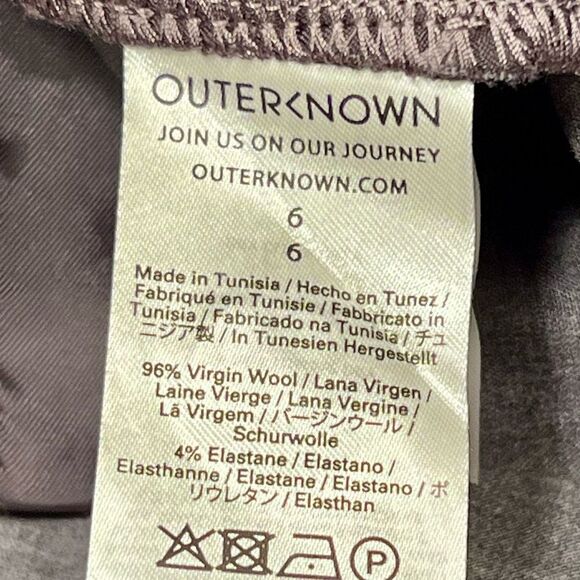 OUTERKNOWN
JOIN US ON OUR JOURNEY
OUTERKNOWN.COM
6
6
Made in Tunisia / Hecho en Tunez /
Fabriqué en Tunisie / Fabbricato in
Tunisia / Fabricado na Tunisia / チュ
ニジア製 / In Tunesien Hergestellt
96% Virgin Wool / Lana Virgen /
Laine Vierge / Lana Vergine /
Lã Virgem / バージンウール /
Schurwolle
4% Elastane / Elastano /
Elasthanne / Elastane / Elastano / ポ
リウレタン / Elasthan
P